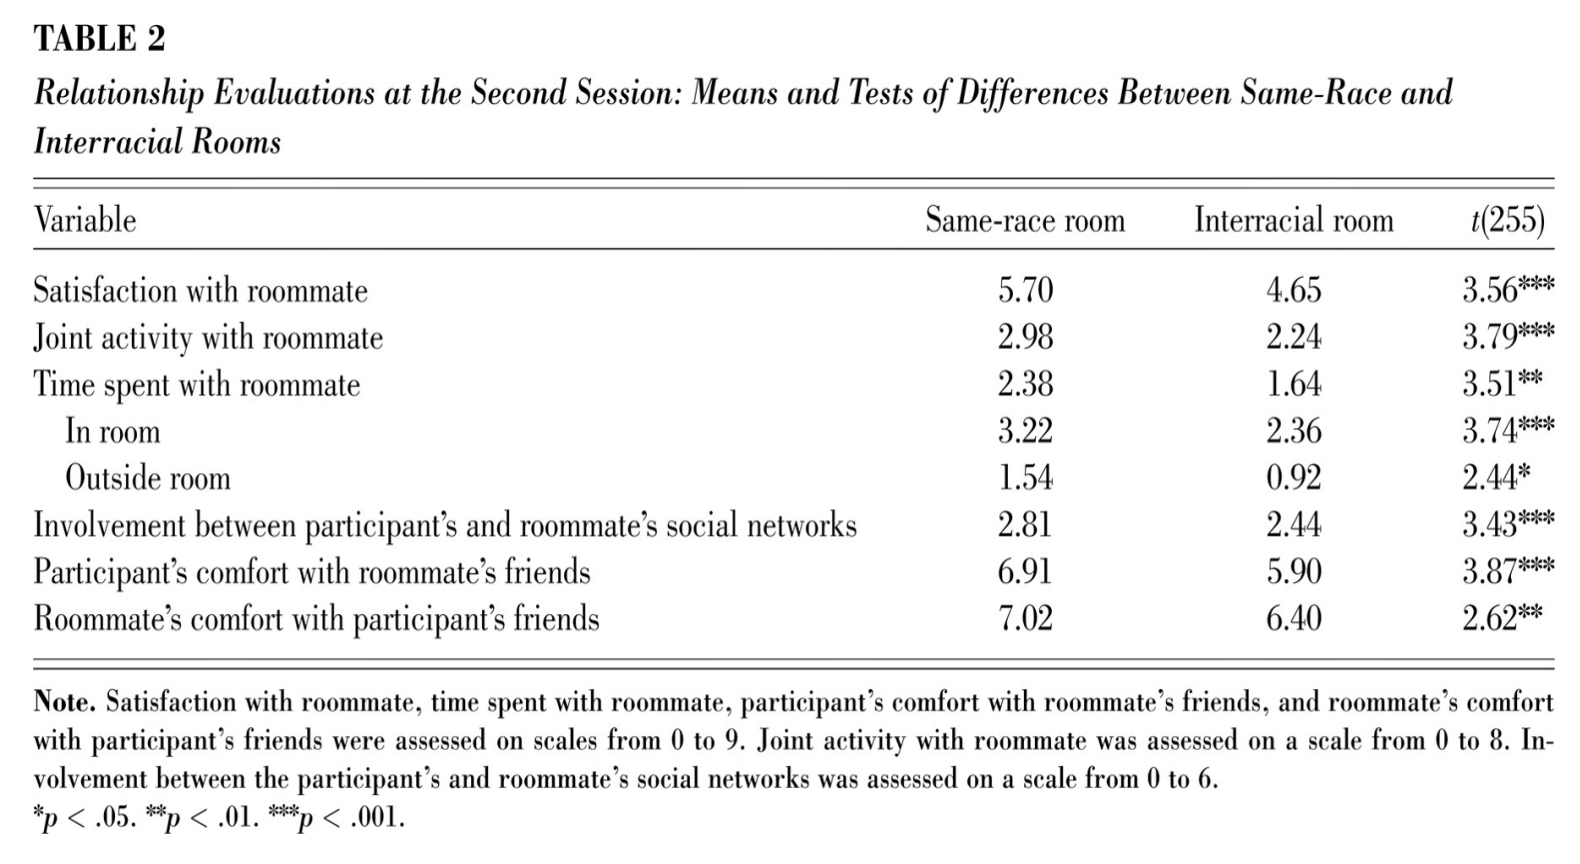 TABLE 2
Relationship Evaluations at the Second Session: Means and Tests of Differences Between Same-Race and
Interracial Rooms
Variable Same-race room Interracial room t(255)
Satisfaction with roommate 5.70 4.65 3.56***
Joint activity with roommate 2.98 2.24 3.79***
Time spent with roommate 2.38 1.64 3.51**
In room 3.22 2.36 3.74***
Outside room 1.54 0.92 2.44*
Involvement between participant’s and roommate’s social networks 2.81 2.44 3.43***
Participant’s comfort with roommate’s friends 6.91 5.90 3.87***
Roommate’s comfort with participant’s friends 7.02 6.40 2.62**
Note. Satisfaction with roommate, time spent with roommate, participant’s comfort with roommate’s friends, and roommate’s comfort
with participant’s friends were assessed on scales from 0 to 9. Joint activity with roommate was assessed on a scale from 0 to 8. In-
volvement between the participant’s and roommate’s social networks was assessed on a scale from 0 to 6.
*p < .05. **p < .01. ***p < .001.